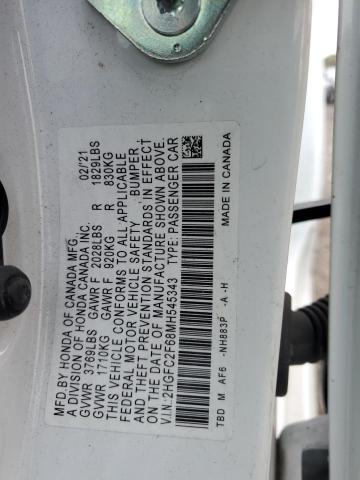 MFD. BY HONDA OF CANADA MFG. 02/'21
A DIVISION OF HONDA CANADA INC.
GVWR 3769LBS GAWR F 2028LBS R 1829LBS
GVWR 1710KG GAWR F 920KG R 830KG
THIS VEHICLE CONFORMS TO ALL APPLICABLE
FEDERAL MOTOR VEHICLE SAFETY, BUMPER
AND THEFT PREVENTION STANDARDS IN EFFECT
ON THE DATE OF MANUFACTURE SHOWN ABOVE.
V.I.N:2HGFC2F68MH545343 TYPE:PASSENGER CAR
TBD M AF6 -NH883P -A-H MADE IN CANADA